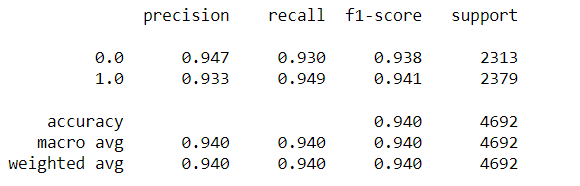 precision recall f1-score support
0.0 0.947 0.930 0.938 2313
1.0 0.933 0.949 0.941 2379
accuracy 0.940 4692
macro avg 0.940 0.940 0.940 4692
weighted avg 0.940 0.940 0.940 4692